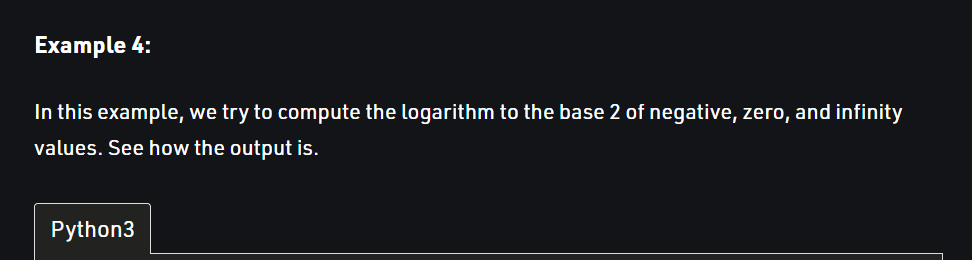 Example 4:
In this example, we try to compute the logarithm to the base 2 of negative, zero, and infinity
values. See how the output is.
Python3